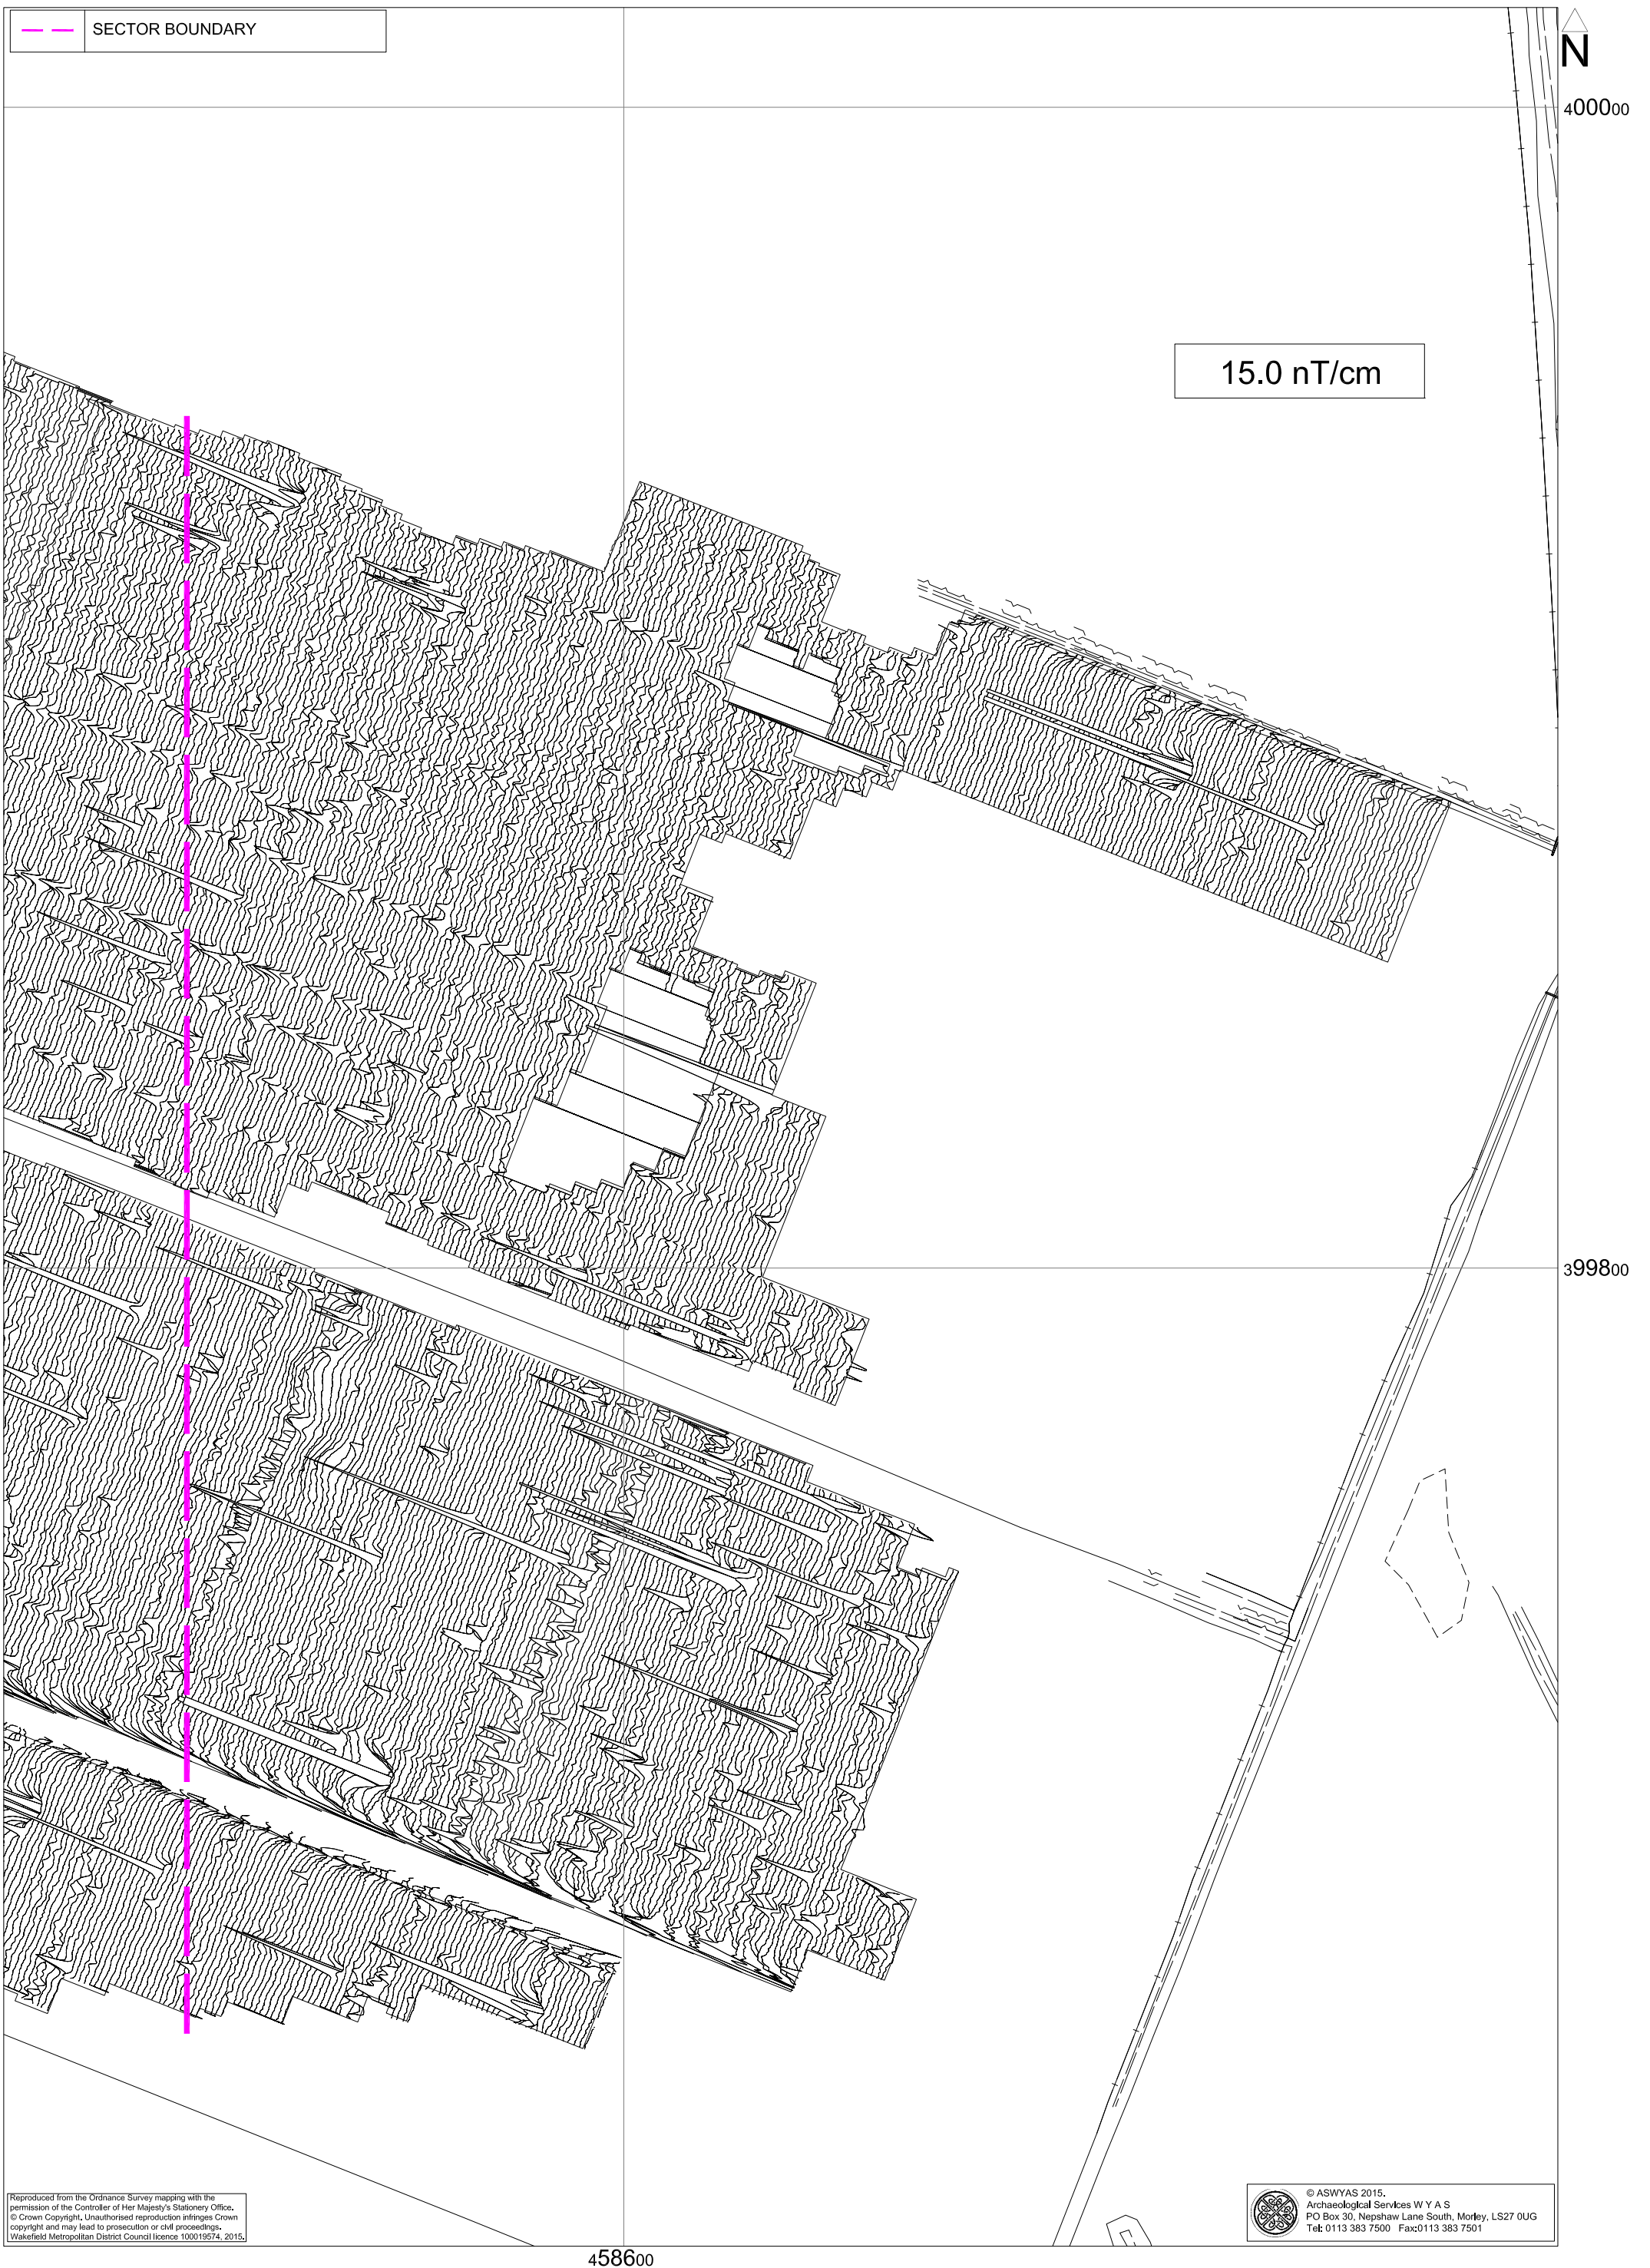 SECTOR BOUNDARY
N
400000
15.0 nT/cm
399800
Reproduced from the Ordnance Survey mapping with the
permission of the Controller of Her Majesty's Stationery Office.
© Crown Copyright. Unauthorised reproduction infringes Crown
copyright and may lead to prosecution or civil proceedings.
Wakefield Metropolitan District Council licence 100019574, 2015.
© ASWYAS 2015.
Archaeological Services W Y A S
PO Box 30, Nepshaw Lane South, Morley, LS27 0UG
Tel: 0113 383 7500 Fax:0113 383 7501
458600